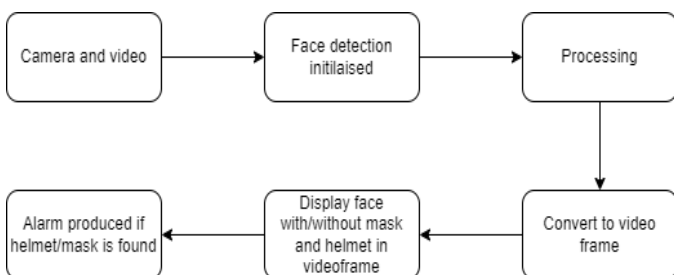 Camera and video
Face detection
initilaised
Processing
Convert to video
frame
Display face
with/without mask
and helmet in
videoframe
Alarm produced if
helmet/mask is found